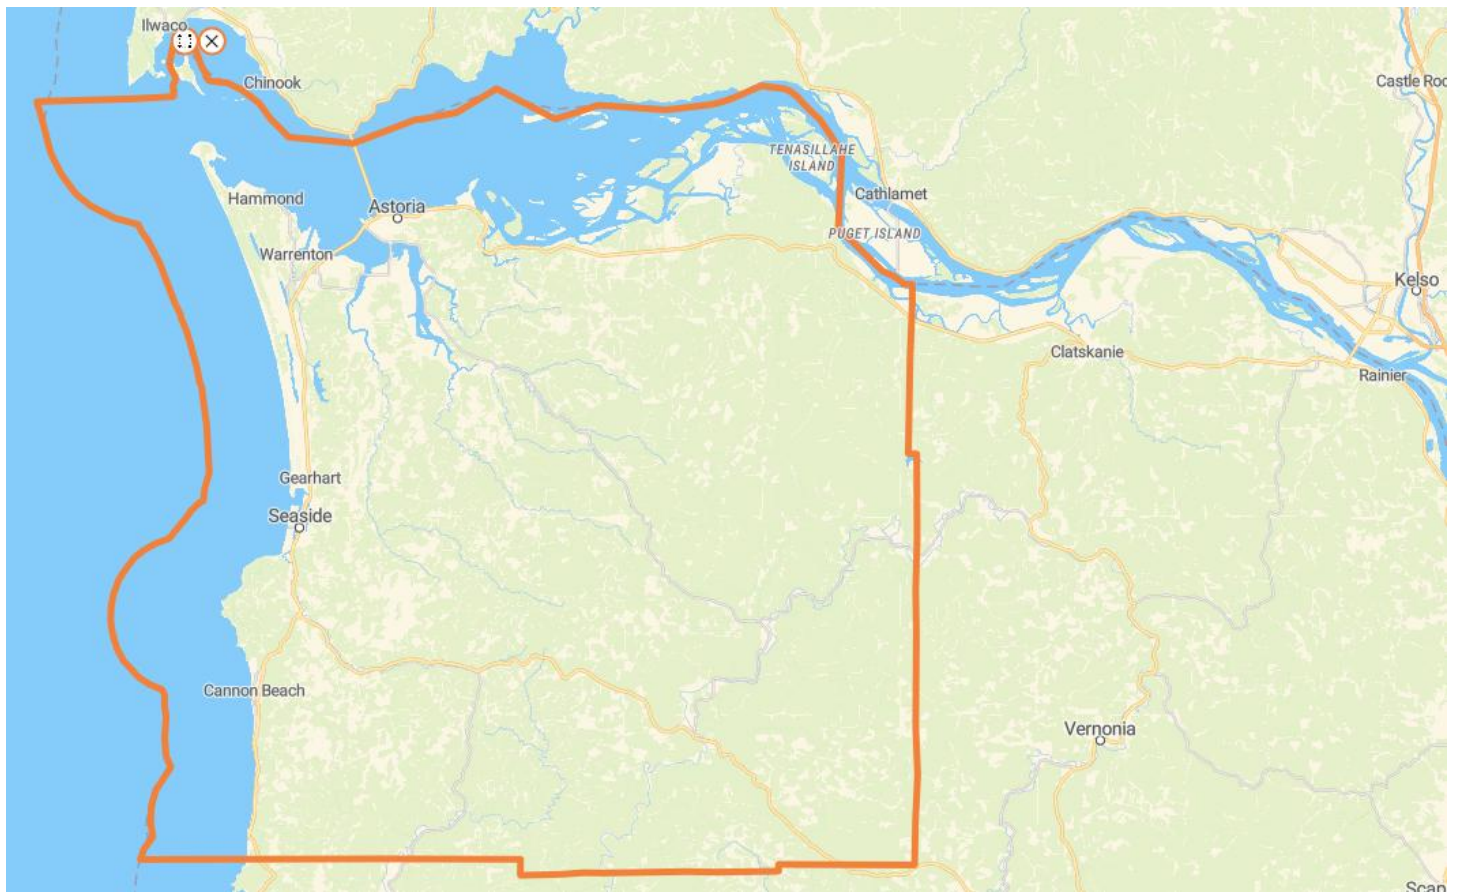 Ilwaco
Chinook
Castle Roc
TENASILLAHE
ISLAND
Hammond
Astoria
Cathlamet
PUGET ISLAND
Warrenton
Kelso
Clatskanie
Rainier
Gearhart
Seaside
Cannon Beach
Vernonia
Scap